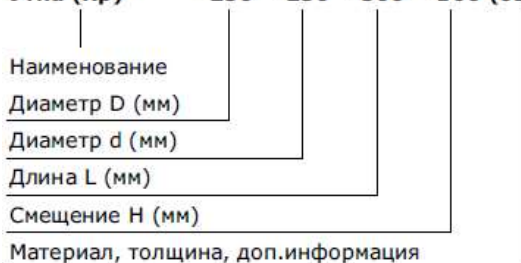 Наименование
Диаметр D (мм)
Диаметр d (мм)
Длина L (мм)
Смещение H (мм)
Материал, толщина, доп.информация